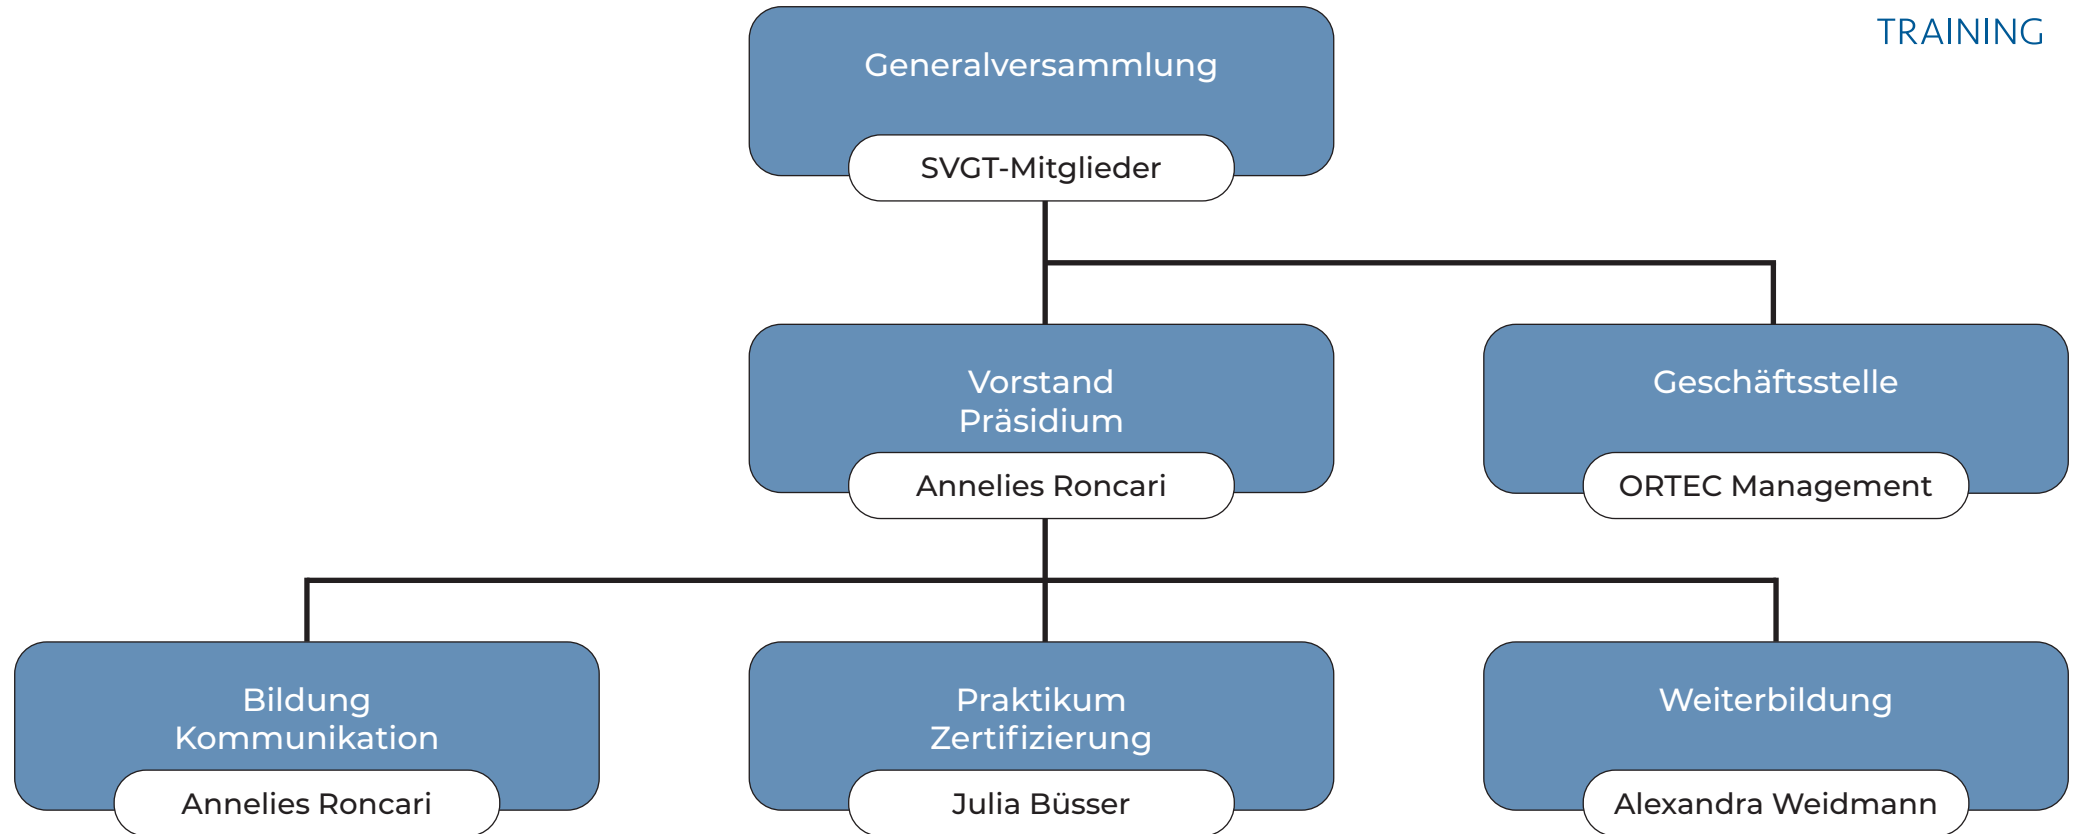 TRAINING
Generalversammlung
SVGT-Mitglieder
Vorstand
Präsidium
Annelies Roncari
Geschäftsstelle
ORTEC Management
Bildung
Kommunikation
Annelies Roncari
Praktikum
Zertifizierung
Julia Büsser
Weiterbildung
Alexandra Weidmann